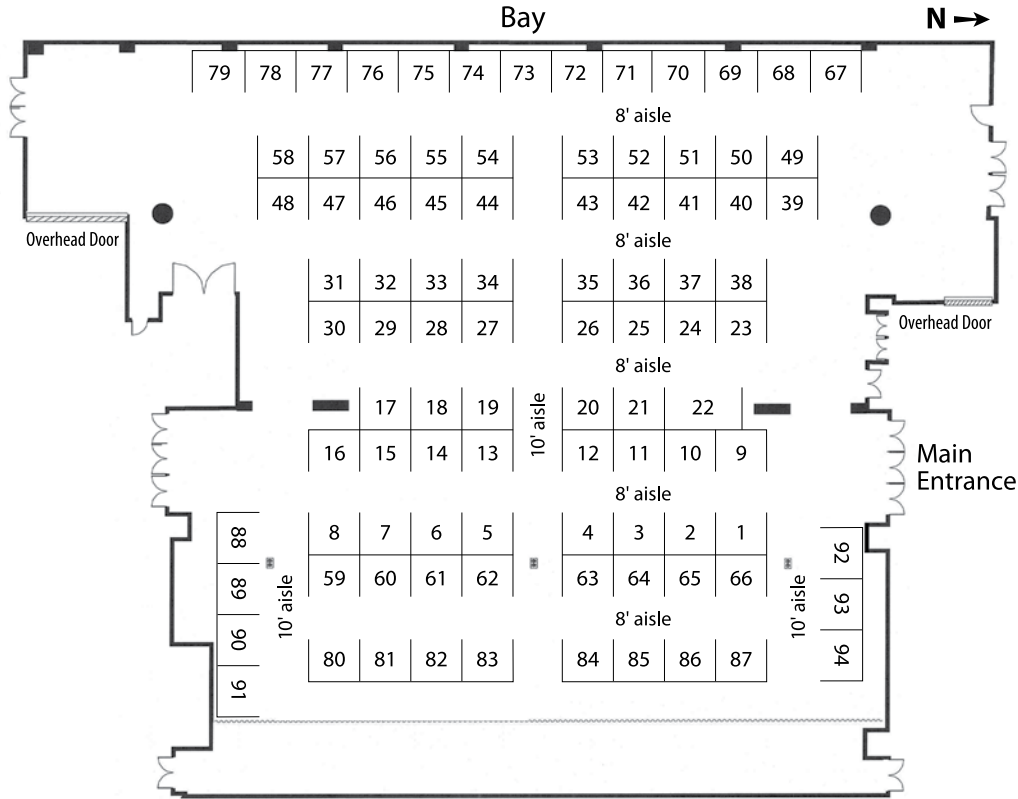 Bay
N
79 78 77 76 75 74 73 72 71 70 69 68 67
8' aisle
58 57 56 55 54 53 52 51 50 49
48 47 46 45 44 43 42 41 40 39
Overhead Door
8' aisle
31 32 33 34 35 36 37 38
30 29 28 27 26 25 24 23
Overhead Door
8' aisle
17 18 19 20 21 22
10' aisle
16 15 14 13 12 11 10 9
Main
Entrance
8' aisle
8 7 6 5 4 3 2 1
59 60 61 62 63 64 65 66
88
89
90
91
10' aisle
10' aisle
92
93
94
8' aisle
80 81 82 83 84 85 86 87